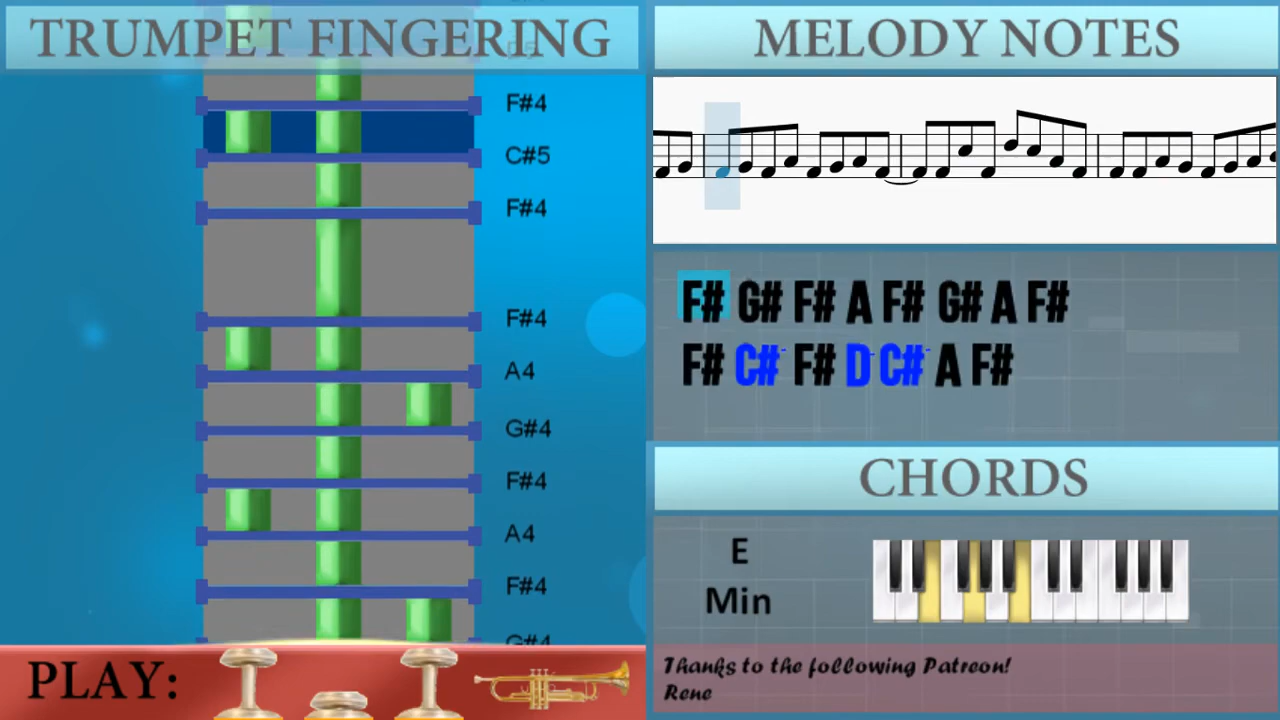 TRUMPET FINGERING
F#4
C#5
F#4
F#4
A4
G#4
F#4
A4
F#4
G#4
PLAY:
MELODY NOTES
F# G# F# A F# G# A F#
F# C# F# D C# A F#
CHORDS
E
Min
Thanks to the following Patreon!
Rene